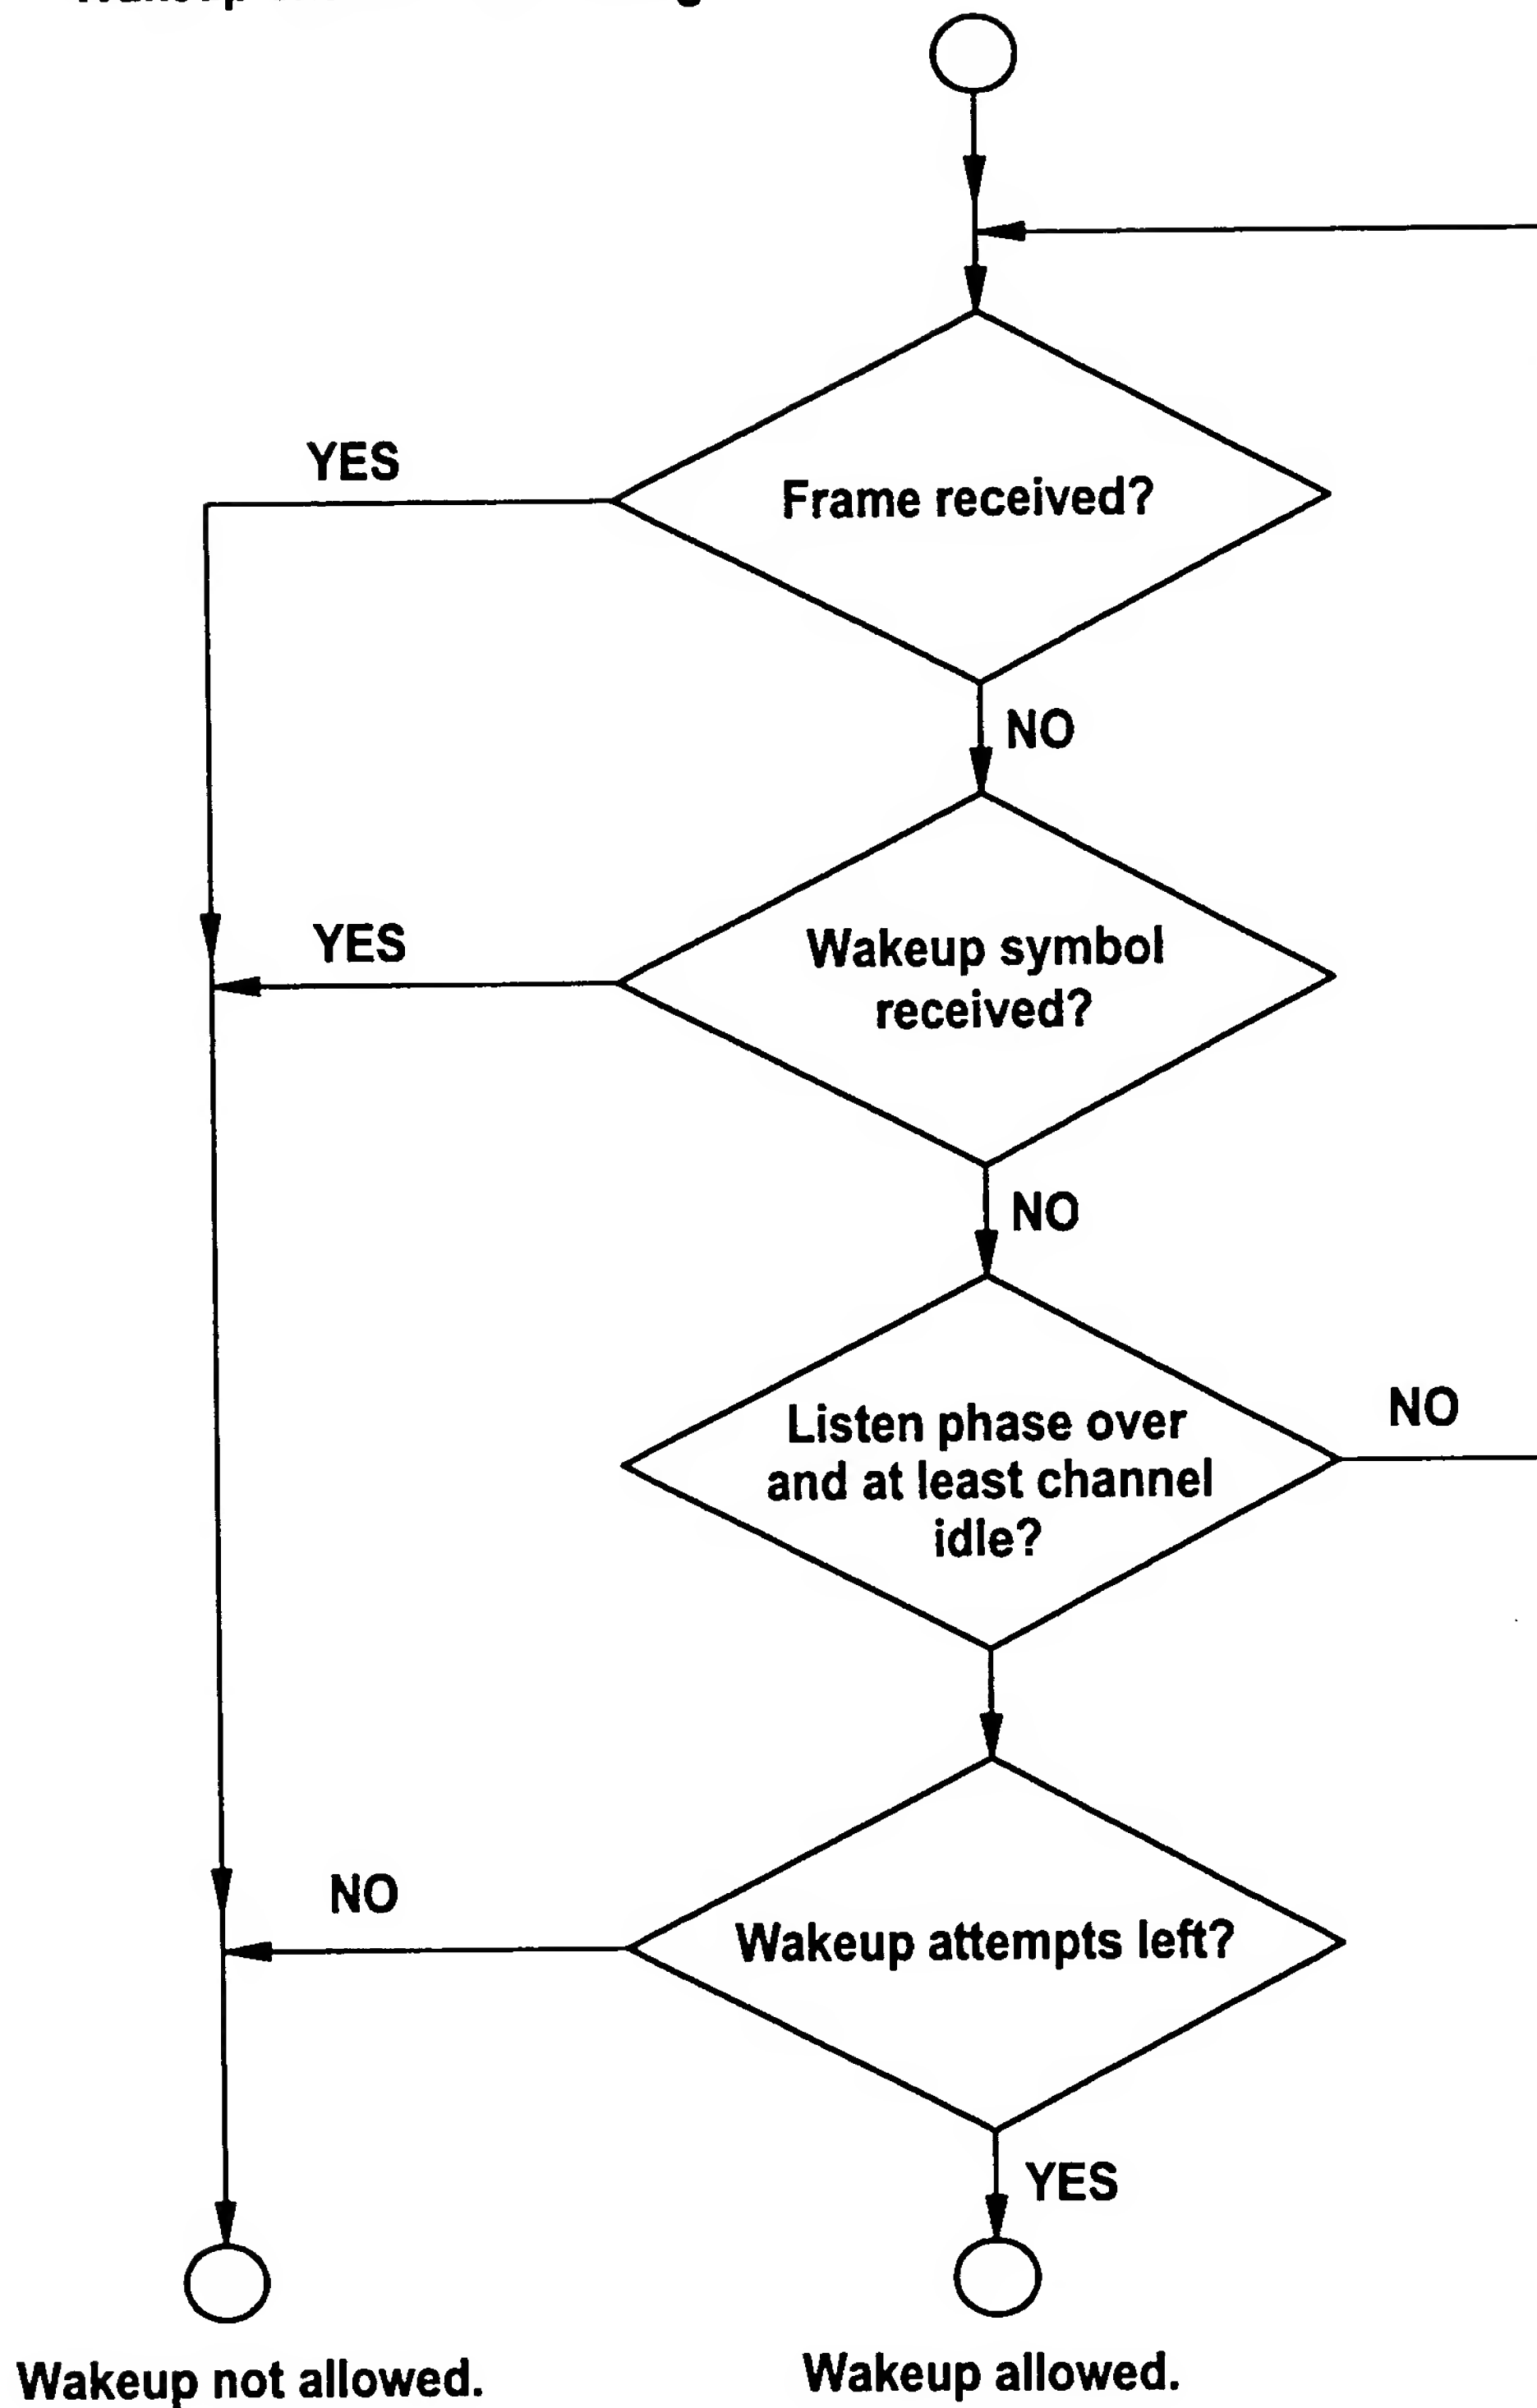 YES
Frame received?
NO
YES
Wakeup symbol
received?
NO
Listen phase over
and at least channel
idle?
NO
NO
Wakeup attempts left?
YES
Wakeup not allowed.
Wakeup allowed.